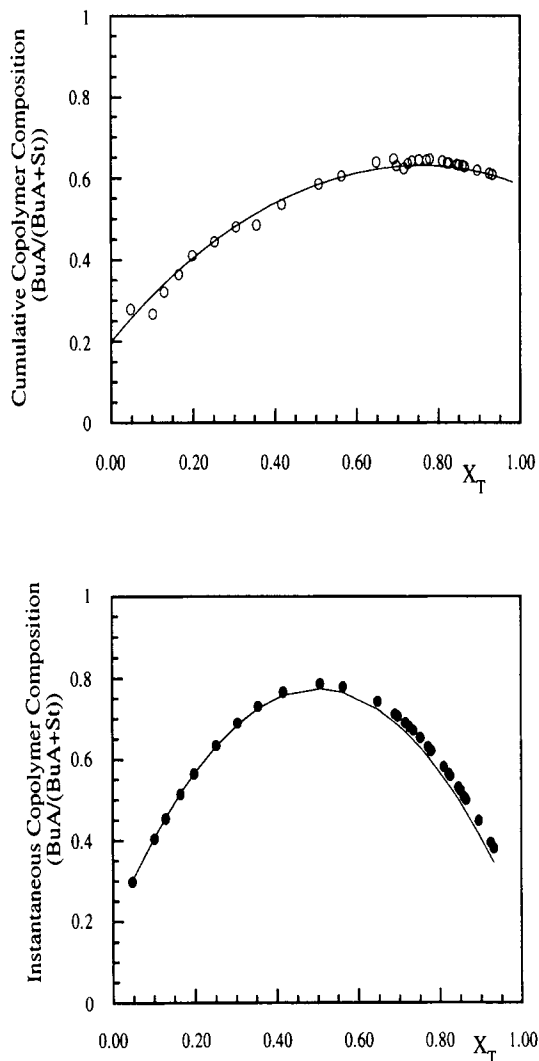 Cumulative Copolymer Composition
(BuA/(BuA+St))
1
0.8
0.6
0.4
0.2
0
0.00 0.20 0.40 0.60 0.80 1.00
X_T
Instantaneous Copolymer Composition
(BuA/(BuA+St))
1
0.8
0.6
0.4
0.2
0
0.00 0.20 0.40 0.60 0.80 1.00
X_T